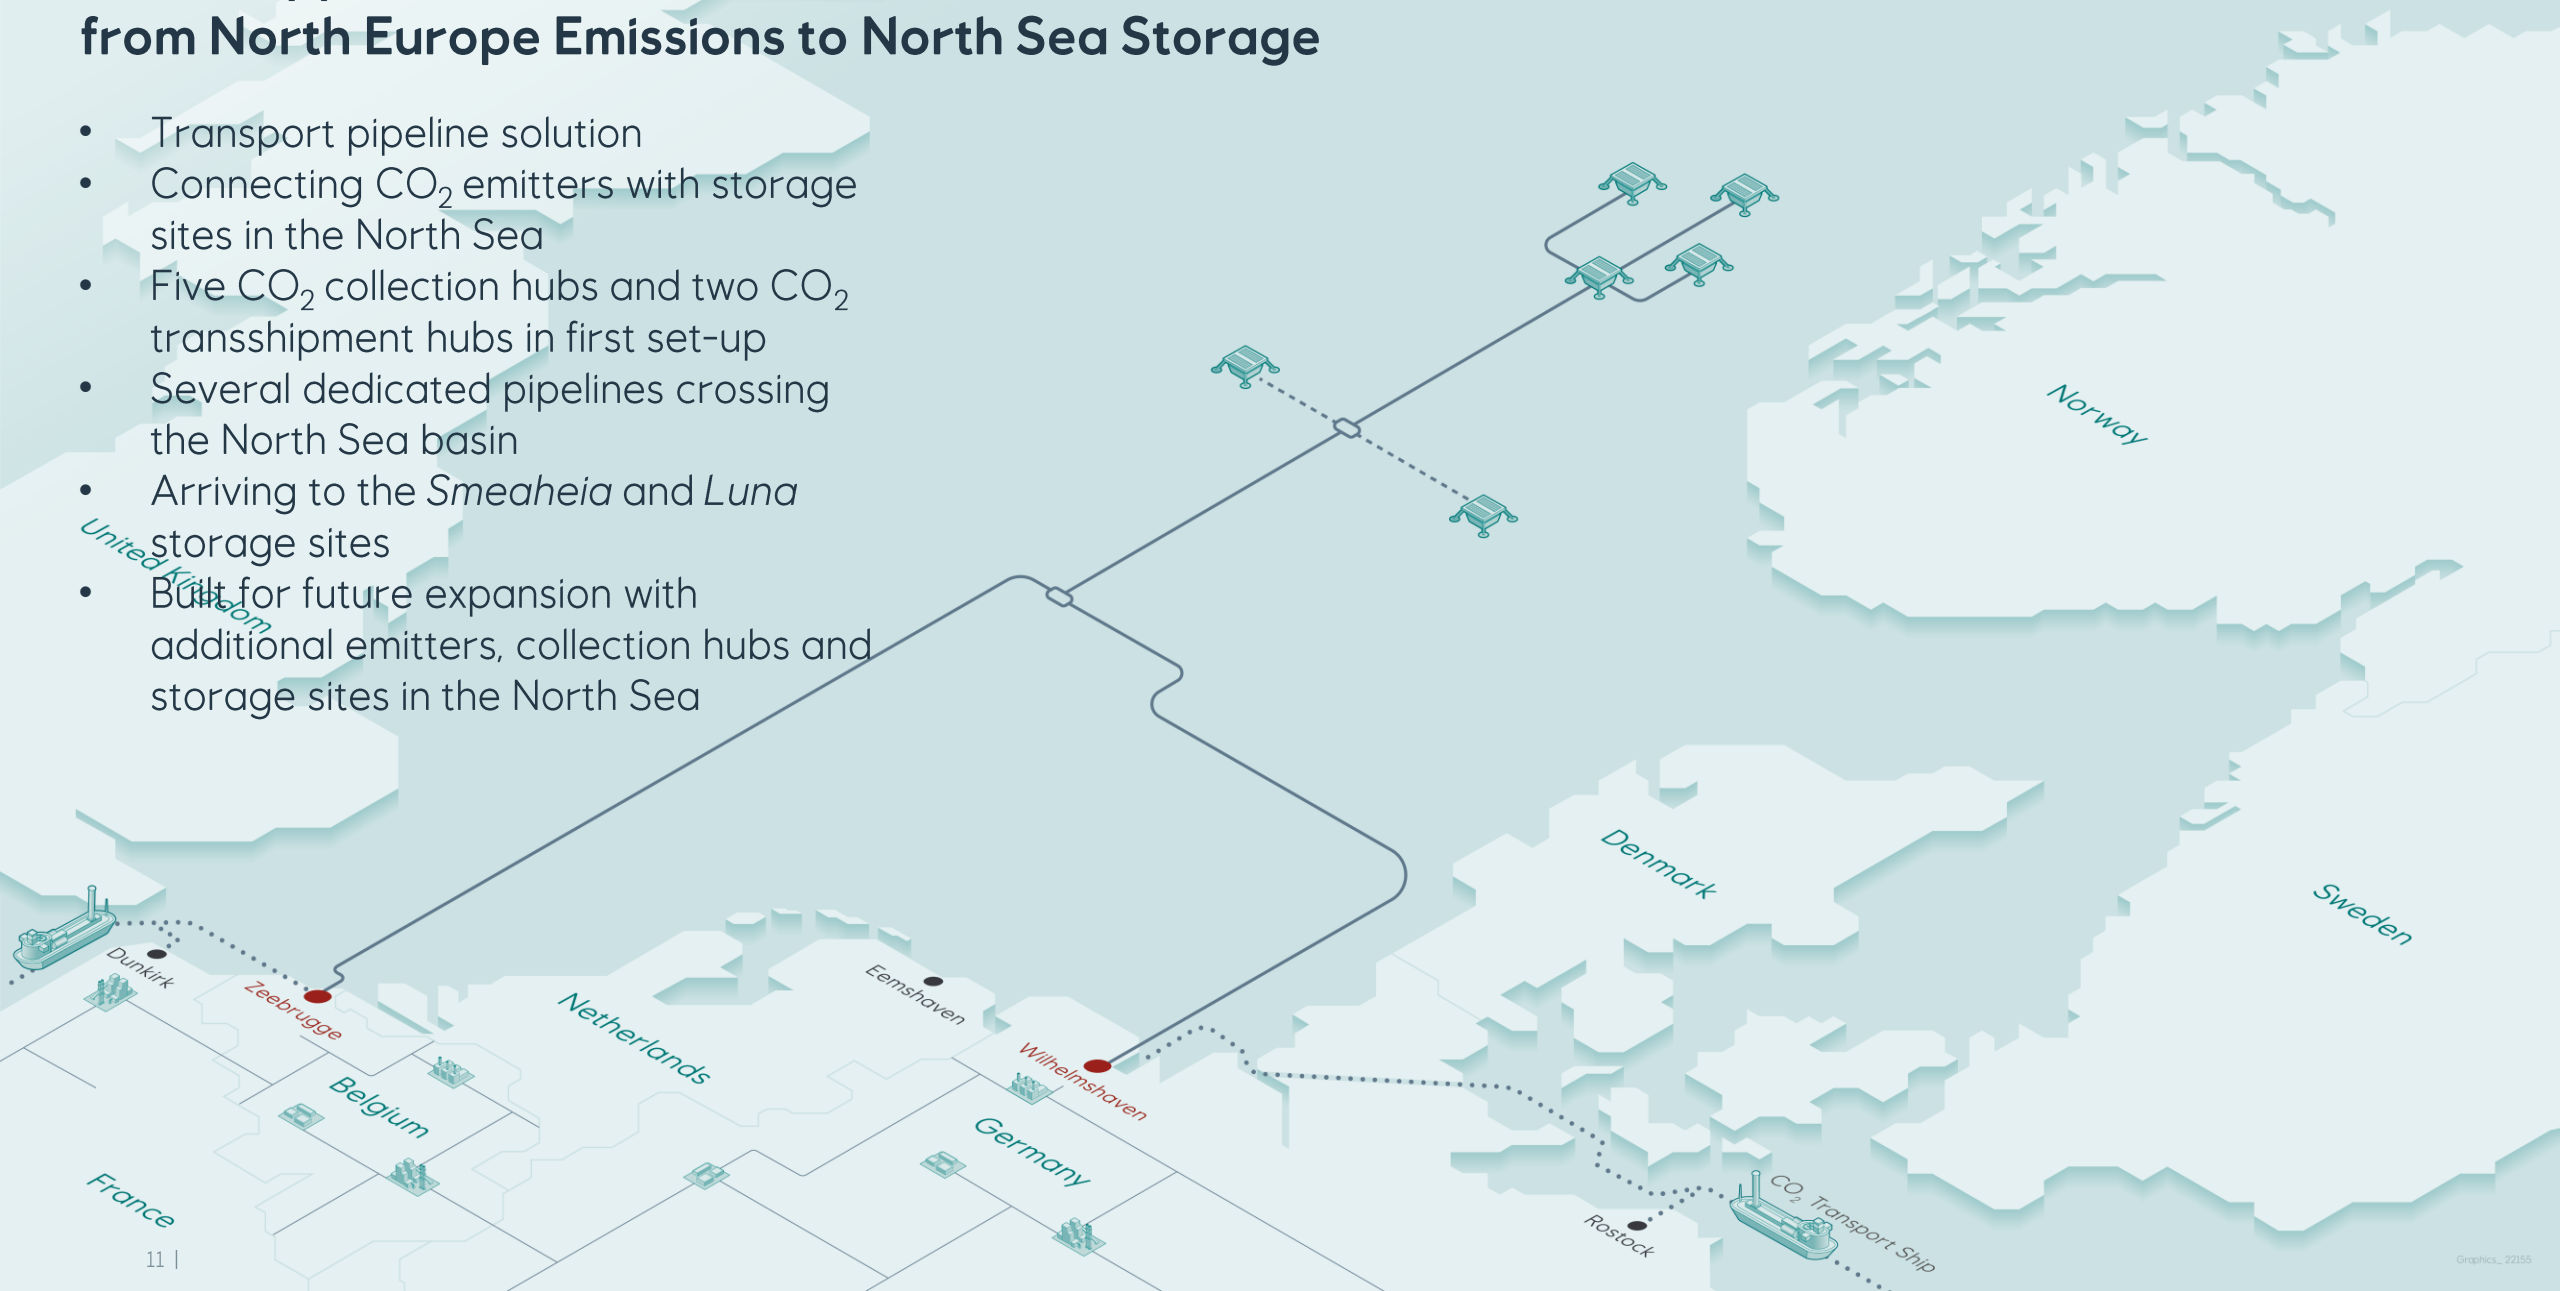 from North Europe Emissions to North Sea Storage
• Transport pipeline solution
• Connecting CO₂ emitters with storage
sites in the North Sea
• Five CO₂ collection hubs and two CO₂
transshipment hubs in first set-up
• Several dedicated pipelines crossing
the North Sea basin
• Arriving to the Smeaheia and Luna
storage sites
• Built for future expansion with
additional emitters, collection hubs and
storage sites in the North Sea
United Kingdom
Norway
Denmark
Sweden
Dunkirk
Zeebrugge
Netherlands
Eemshaven
Wilhelmshaven
Belgium
Germany
France
Rostock
CO₂ Transport Ship
11 |
Graphics_ 22155